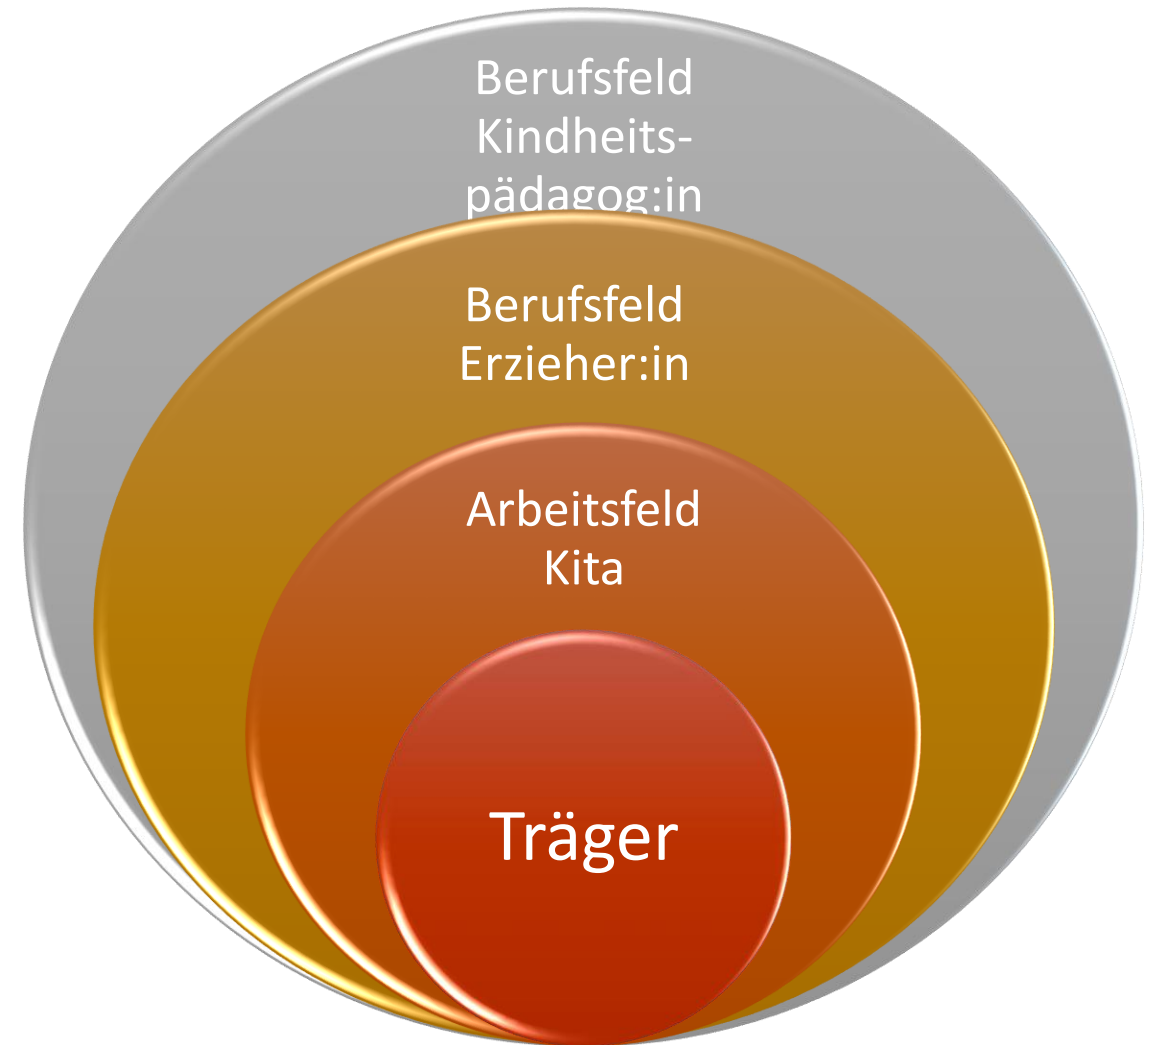 Berufsfeld
Kindheits-
pädagog:in
Berufsfeld
Erzieher:in
Arbeitsfeld
Kita
Träger